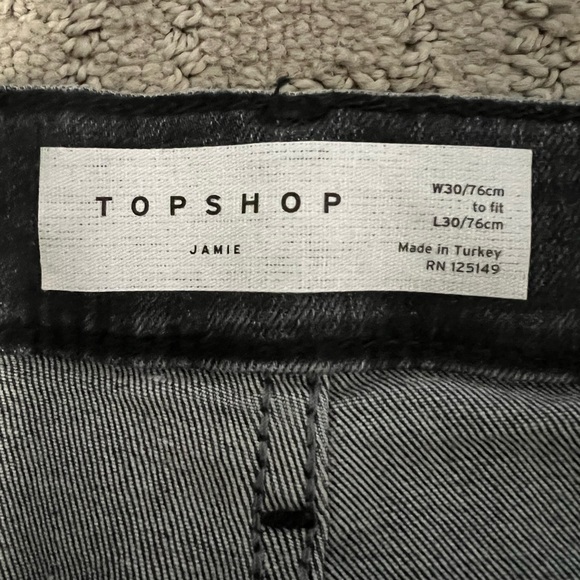 TOPSHOP
JAMIE
W30/76cm
to fit
L30/76cm
Made in Turkey
RN 125149